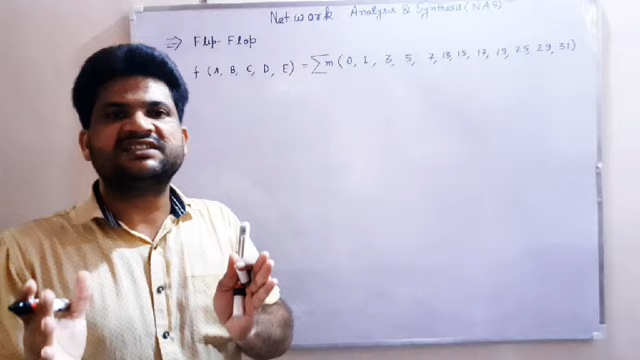 Network Analysis & Synthesis (NAS)
⇒ Flip-Flop
f (A, B, C, D, E) = ∑m (0, 1, 3, 5, 7, 13, 15, 17, 19, 25, 29, 31)